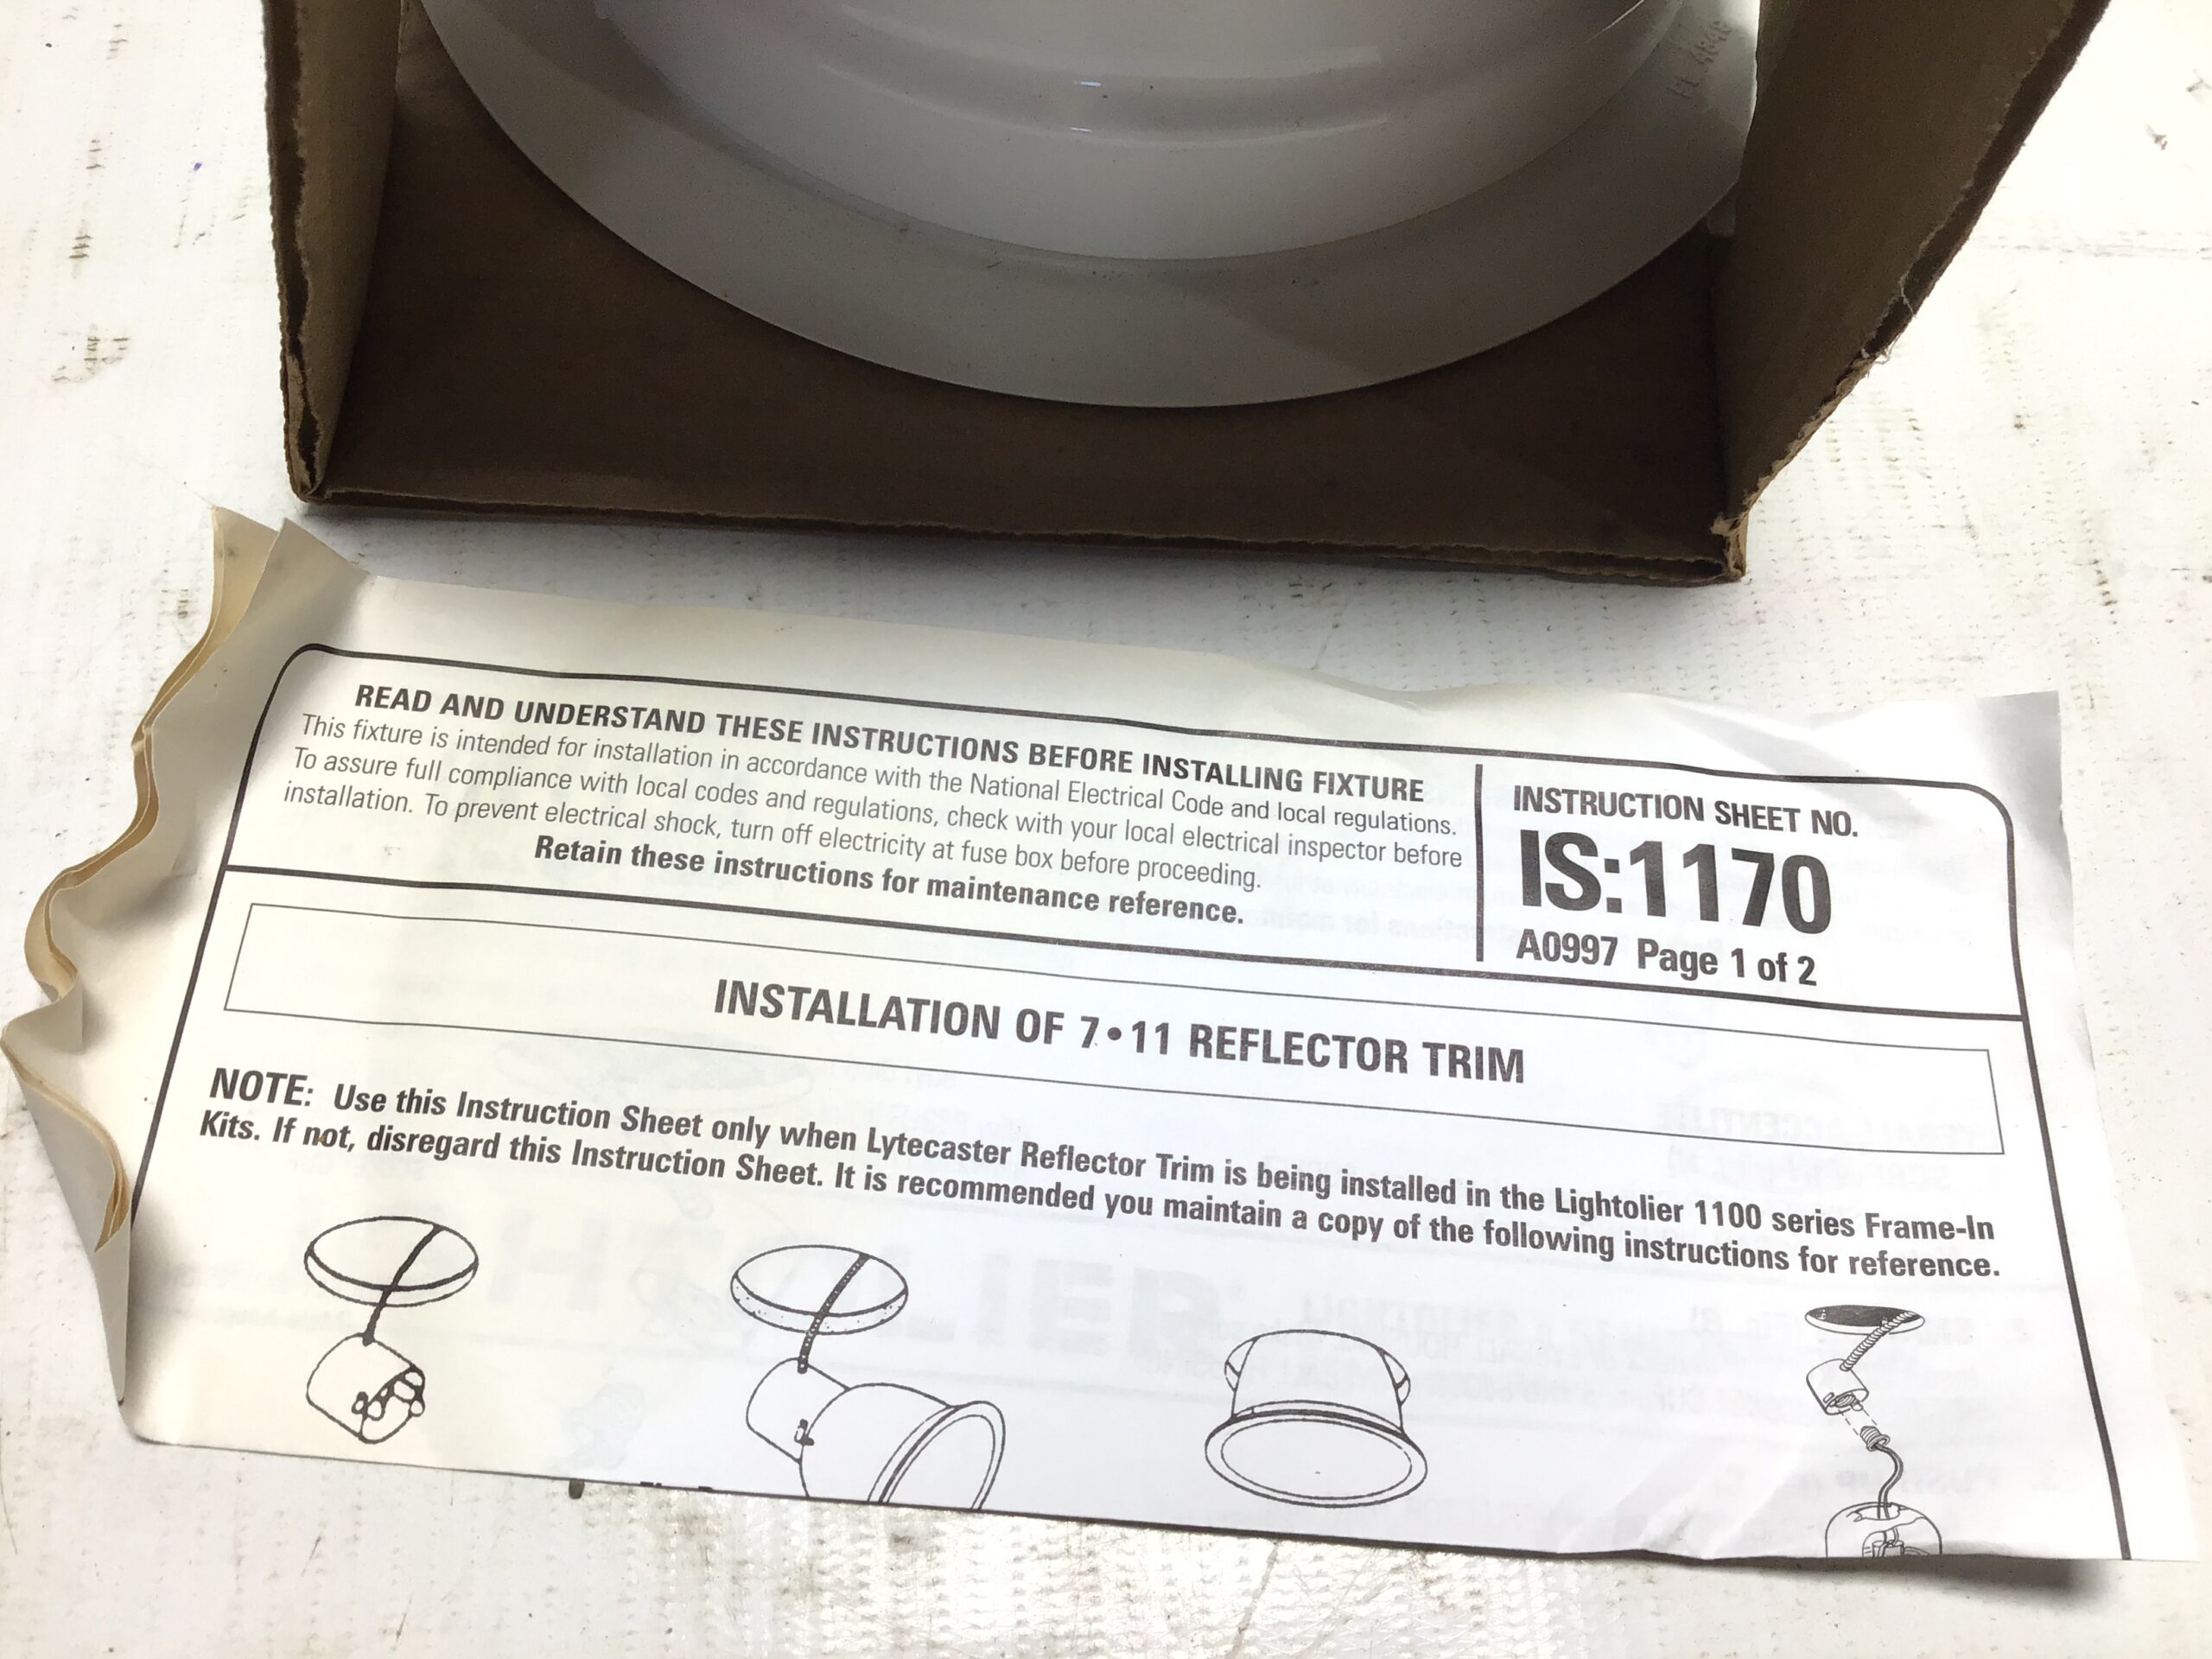 READ AND UNDERSTAND THESE INSTRUCTIONS BEFORE INSTALLING FIXTURE
This fixture is intended for installation in accordance with the National Electrical Code and local regulations.
To assure full compliance with local codes and regulations, check with your local electrical inspector before
installation. To prevent electrical shock, turn off electricity at fuse box before proceeding.
Retain these instructions for maintenance reference.
INSTRUCTION SHEET NO.
IS:1170
A0997 Page 1 of 2
INSTALLATION OF 7•11 REFLECTOR TRIM
NOTE: Use this Instruction Sheet only when Lytecaster Reflector Trim is being installed in the Lightolier 1100 series Frame-In
Kits. If not, disregard this Instruction Sheet. It is recommended you maintain a copy of the following instructions for reference.